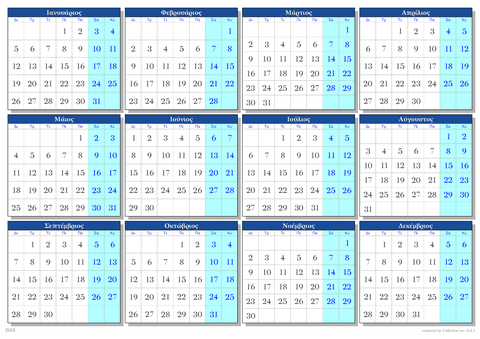 Ιανουάριος
Δε Τρ Τε Πε Πα Σα Κυ
1 2 3 4
5 6 7 8 9 10 11
12 13 14 15 16 17 18
19 20 21 22 23 24 25
26 27 28 29 30 31
Φεβρουάριος
Δε Τρ Τε Πε Πα Σα Κυ
1
2 3 4 5 6 7 8
9 10 11 12 13 14 15
16 17 18 19 20 21 22
23 24 25 26 27 28
Μάρτιος
Δε Τρ Τε Πε Πα Σα Κυ
1
2 3 4 5 6 7 8
9 10 11 12 13 14 15
16 17 18 19 20 21 22
23 24 25 26 27 28 29
30 31
Απρίλιος
Δε Τρ Τε Πε Πα Σα Κυ
1 2 3 4 5
6 7 8 9 10 11 12
13 14 15 16 17 18 19
20 21 22 23 24 25 26
27 28 29 30
Μάιος
Δε Τρ Τε Πε Πα Σα Κυ
1 2 3
4 5 6 7 8 9 10
11 12 13 14 15 16 17
18 19 20 21 22 23 24
25 26 27 28 29 30 31
Ιούνιος
Δε Τρ Τε Πε Πα Σα Κυ
1 2 3 4 5 6 7
8 9 10 11 12 13 14
15 16 17 18 19 20 21
22 23 24 25 26 27 28
29 30
Ιούλιος
Δε Τρ Τε Πε Πα Σα Κυ
1 2 3 4 5
6 7 8 9 10 11 12
13 14 15 16 17 18 19
20 21 22 23 24 25 26
27 28 29 30 31
Αύγουστος
Δε Τρ Τε Πε Πα Σα Κυ
1 2
3 4 5 6 7 8 9
10 11 12 13 14 15 16
17 18 19 20 21 22 23
24 25 26 27 28 29 30
31
Σεπτέμβριος
Δε Τρ Τε Πε Πα Σα Κυ
1 2 3 4 5 6
7 8 9 10 11 12 13
14 15 16 17 18 19 20
21 22 23 24 25 26 27
28 29 30
Οκτώβριος
Δε Τρ Τε Πε Πα Σα Κυ
1 2 3 4
5 6 7 8 9 10 11
12 13 14 15 16 17 18
19 20 21 22 23 24 25
26 27 28 29 30 31
Νοέμβριος
Δε Τρ Τε Πε Πα Σα Κυ
1
2 3 4 5 6 7 8
9 10 11 12 13 14 15
16 17 18 19 20 21 22
23 24 25 26 27 28 29
30
Δεκέμβριος
Δε Τρ Τε Πε Πα Σα Κυ
1 2 3 4 5 6
7 8 9 10 11 12 13
14 15 16 17 18 19 20
21 22 23 24 25 26 27
28 29 30 31
2015